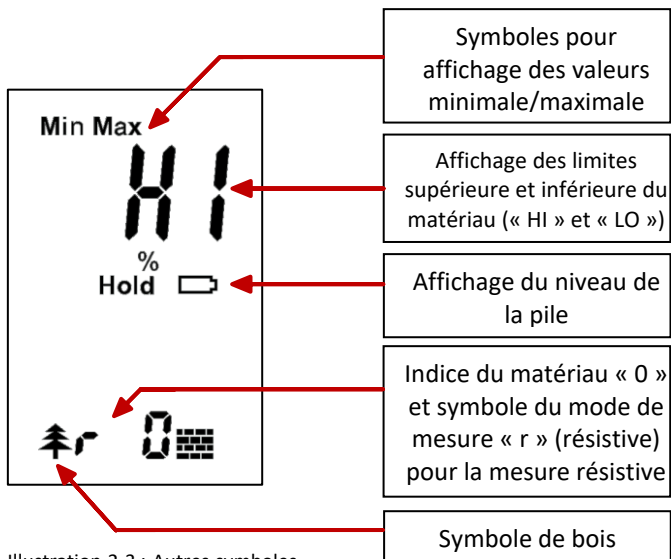 Symboles pour
affichage des valeurs
minimale/maximale
Min Max
HI
Affichage des limites
supérieure et inférieure du
matériau (« HI » et « LO »)
%
Hold
Affichage du niveau de
la pile
Indice du matériau « 0 »
et symbole du mode de
mesure « r » (résistive)
pour la mesure résistive
r 0
Symbole de bois